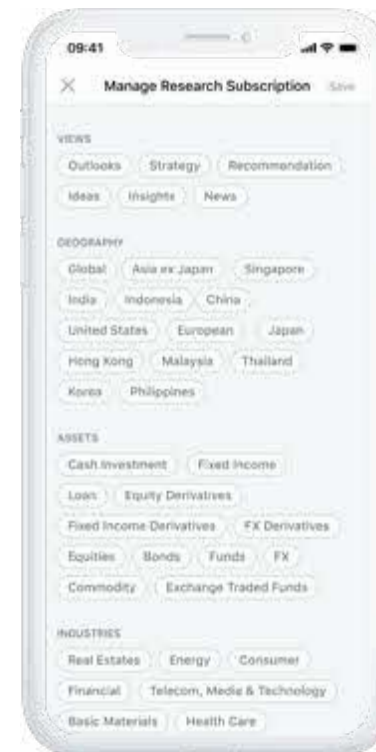 09:41
Manage Research Subscription Save
VIEWS
Outlooks Strategy Recommendation
Ideas Insights News
GEOGRAPHY
Global Asia ex Japan Singapore
India Indonesia China
United States European Japan
Hong Kong Malaysia Thailand
Korea Philippines
ASSETS
Cash Investment Fixed Income
Loan Equity Derivatives
Fixed Income Derivatives FX Derivatives
Equities Bonds Funds FX
Commodity Exchange Traded Funds
INDUSTRIES
Real Estates Energy Consumer
Financial Telecom, Media & Technology
Basic Materials Health Care